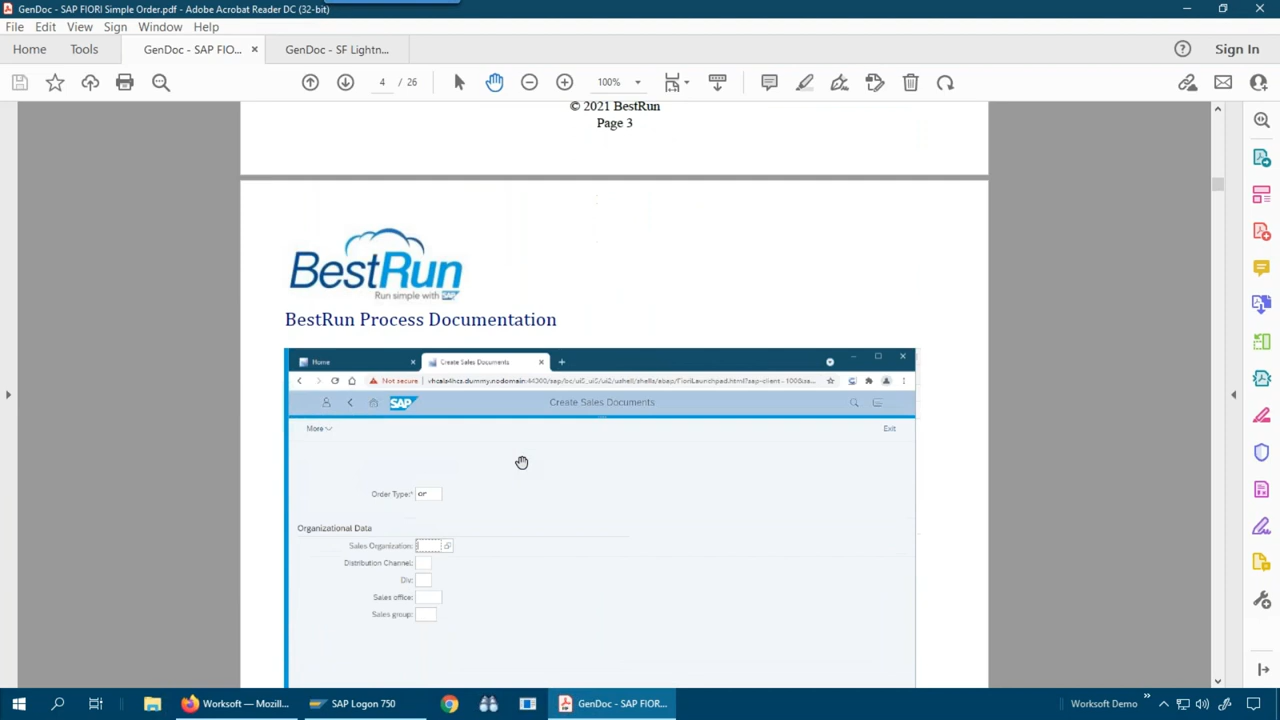 GenDoc - SAP FIORI Simple Order.pdf - Adobe Acrobat Reader DC (32-bit)
File Edit View Sign Window Help
Home Tools GenDoc - SAP FIO... GenDoc - SF Lightn... Sign In
4 / 26 100%
© 2021 BestRun
Page 3
BestRun
Run simple with SAP
BestRun Process Documentation
Home Create Sales Documents
Not secure
SAP Create Sales Documents
More Exit
Order Type:* or
Organizational Data
Sales Organization:
Distribution Channel:
Div:
Sales office:
Sales group:
Worksoft — Mozill... SAP Logon 750 GenDoc - SAP FIOR... Worksoft Demo